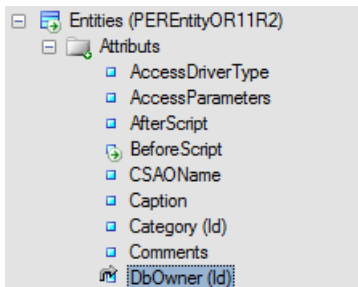 Entities (PEREntityOR11R2)
Attributs
AccessDriverType
AccessParameters
AfterScript
BeforeScript
CSAOName
Caption
Category (Id)
Comments
DbOwner (Id)